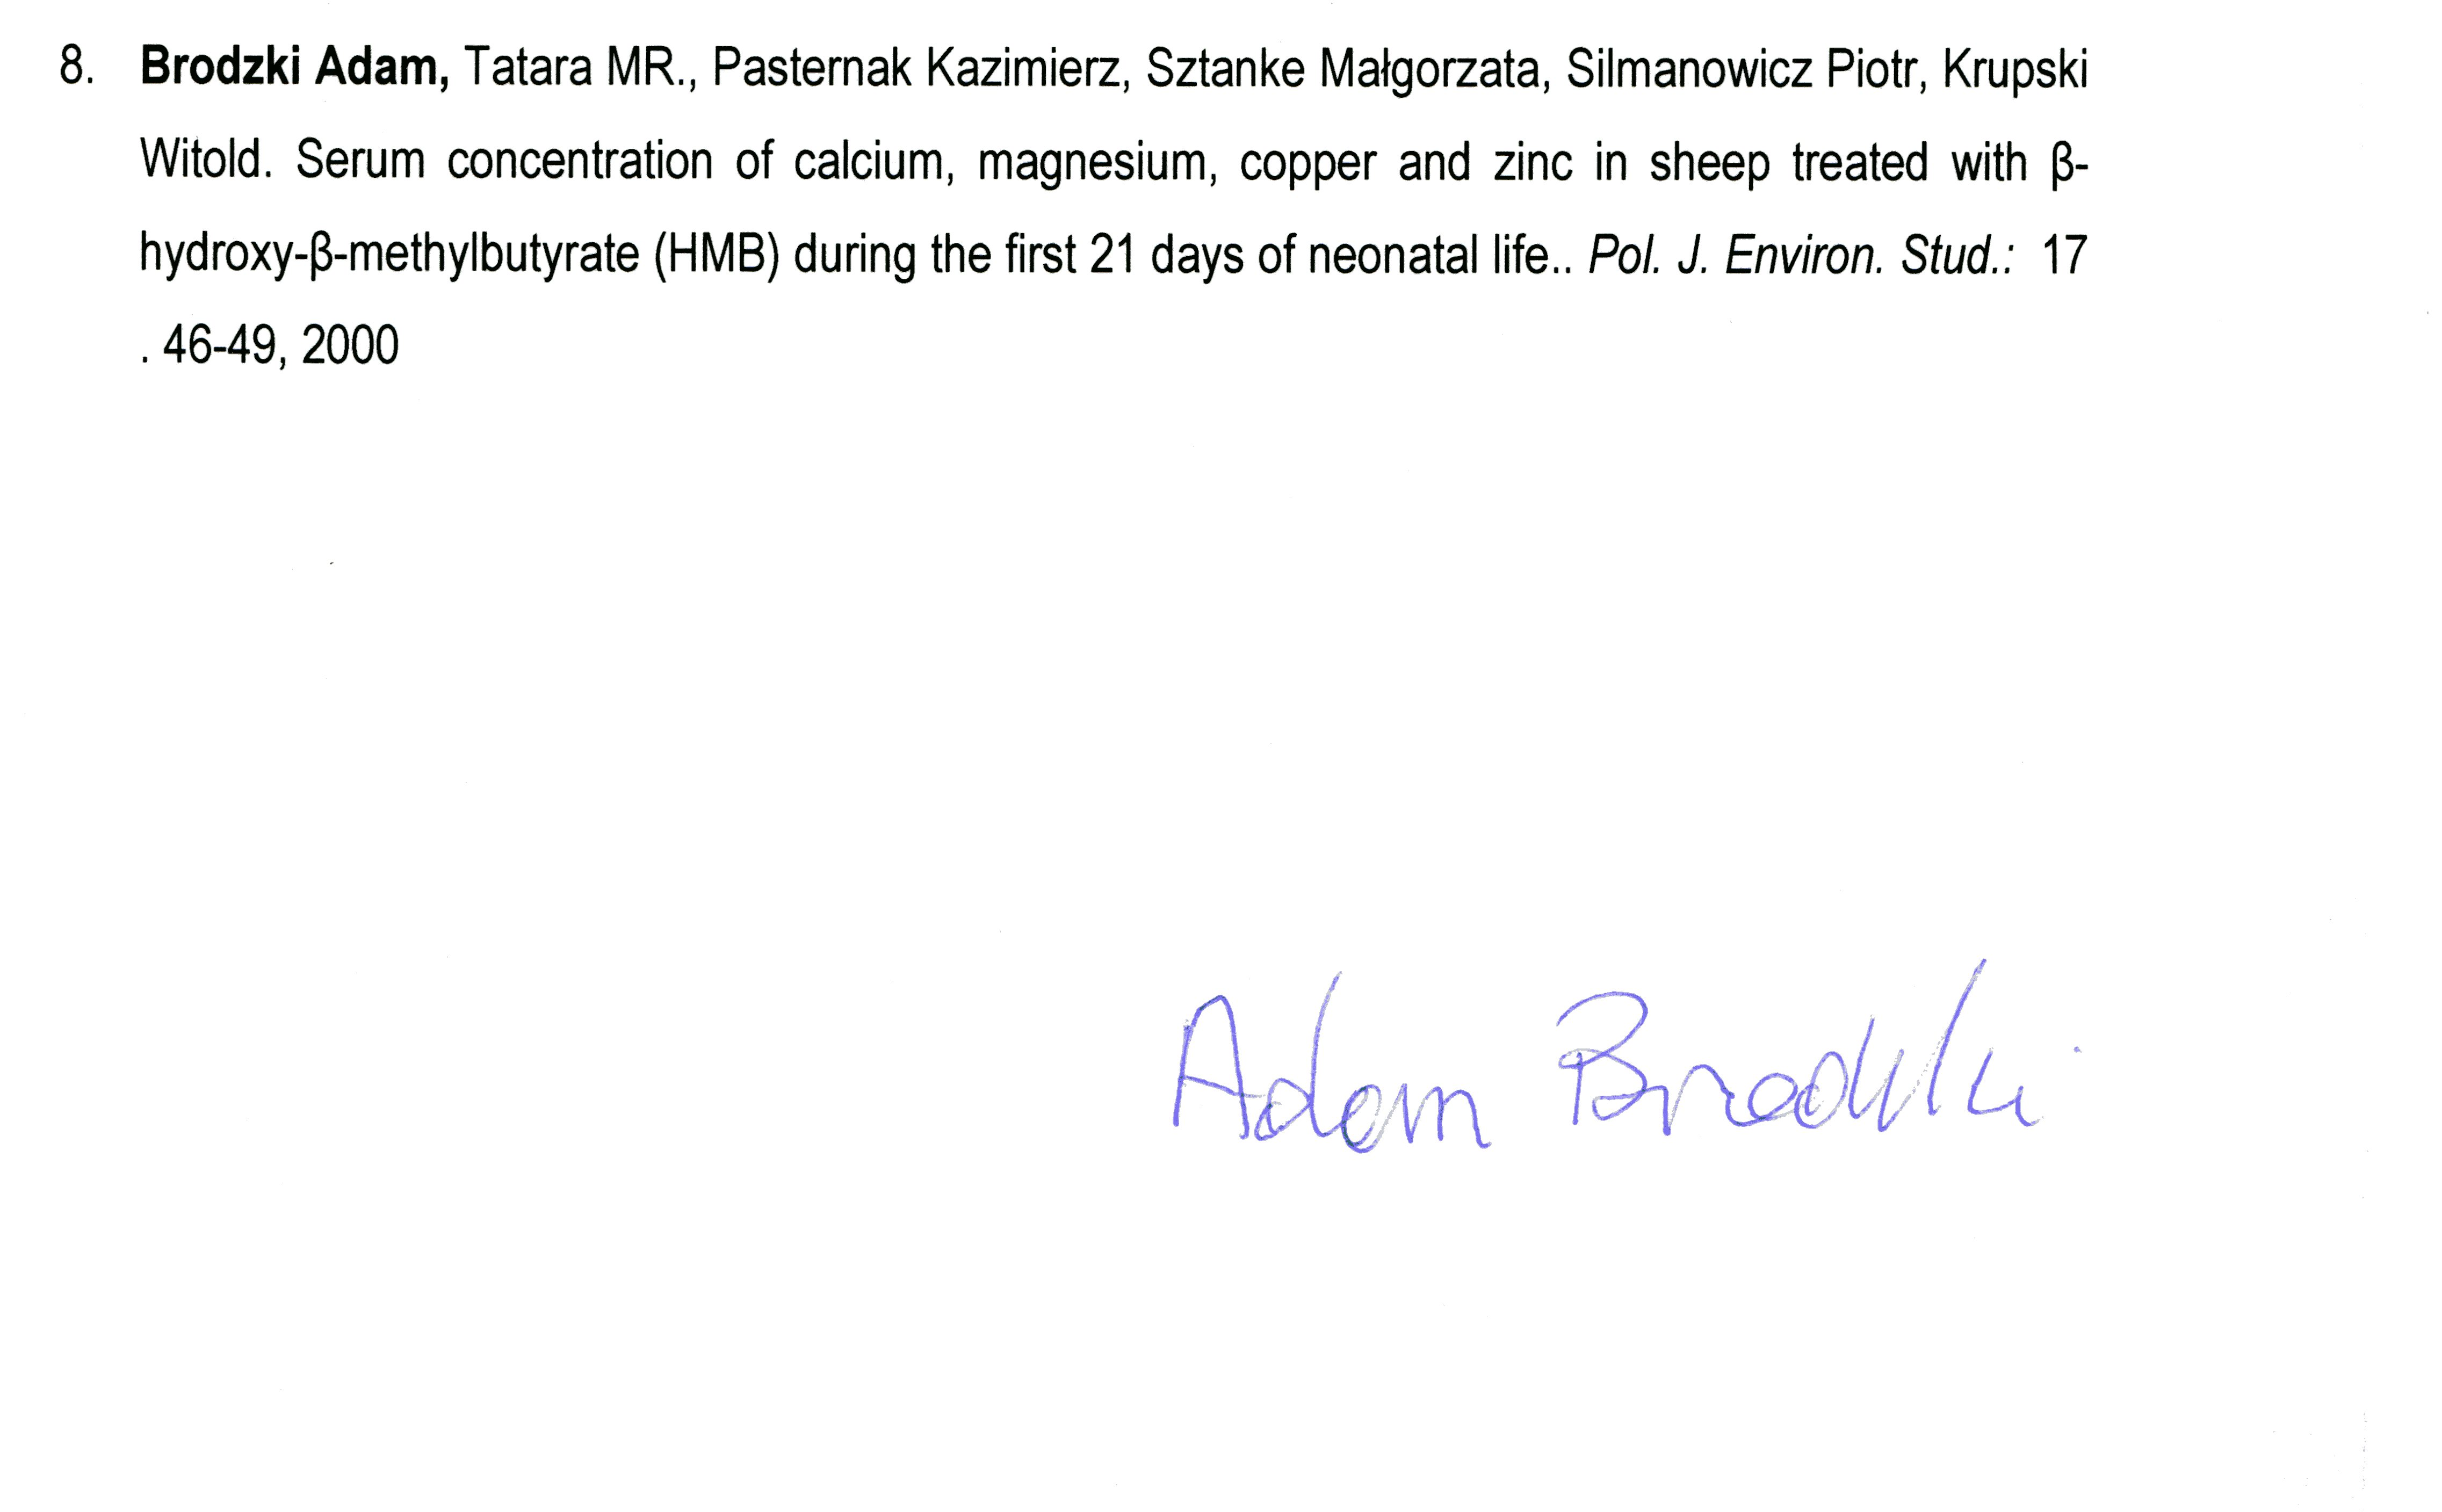 8. Brodzki Adam, Tatara MR., Pasternak Kazimierz, Sztanke Małgorzata, Silmanowicz Piotr, Krupski
Witold. Serum concentration of calcium, magnesium, copper and zinc in sheep treated with β-
hydroxy-β-methylbutyrate (HMB) during the first 21 days of neonatal life.. Pol. J. Environ. Stud.: 17
. 46-49, 2000
Adam Brodzki